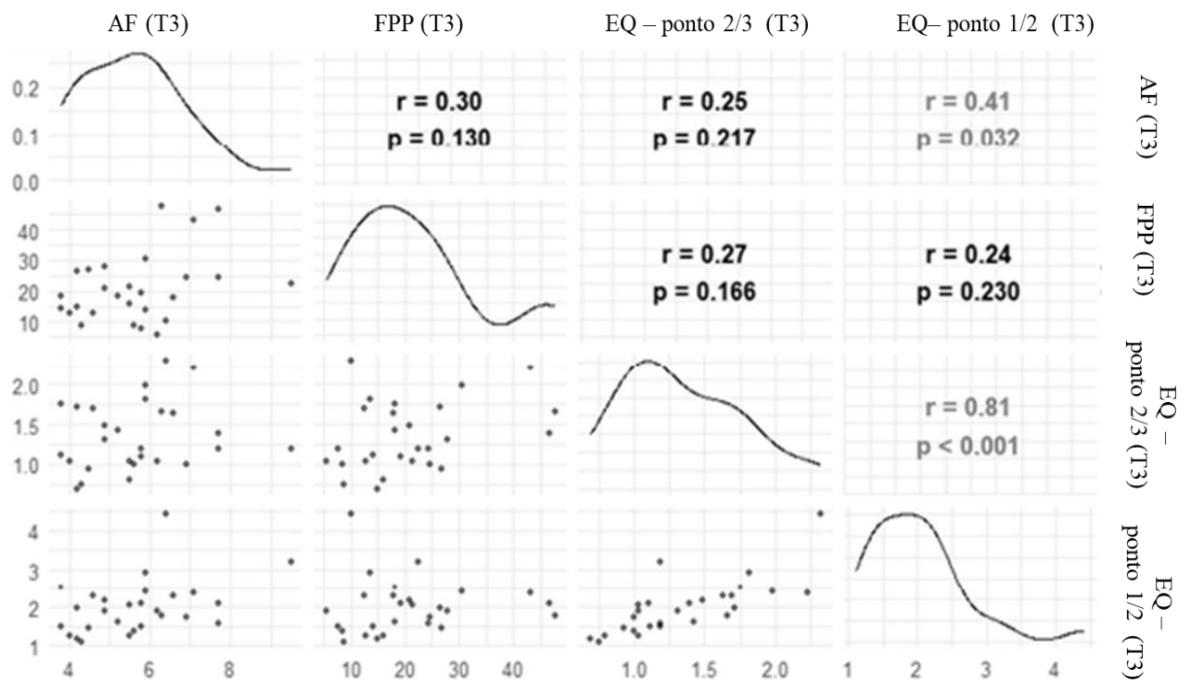 AF (T3) FPP (T3) EQ – ponto 2/3 (T3) EQ– ponto 1/2 (T3)
0.2
0.1
0.0
r = 0.30
p = 0.130
r = 0.25
p = 0.217
r = 0.41
p = 0.032
AF (T3)
40
30
20
10
r = 0.27
p = 0.166
r = 0.24
p = 0.230
FPP (T3)
2.0
1.5
1.0
r = 0.81
p < 0.001
EQ –
ponto 2/3 (T3)
4
3
2
1
EQ –
ponto 1/2 (T3)
4 6 8 10 20 30 40 1.0 1.5 2.0 1 2 3 4